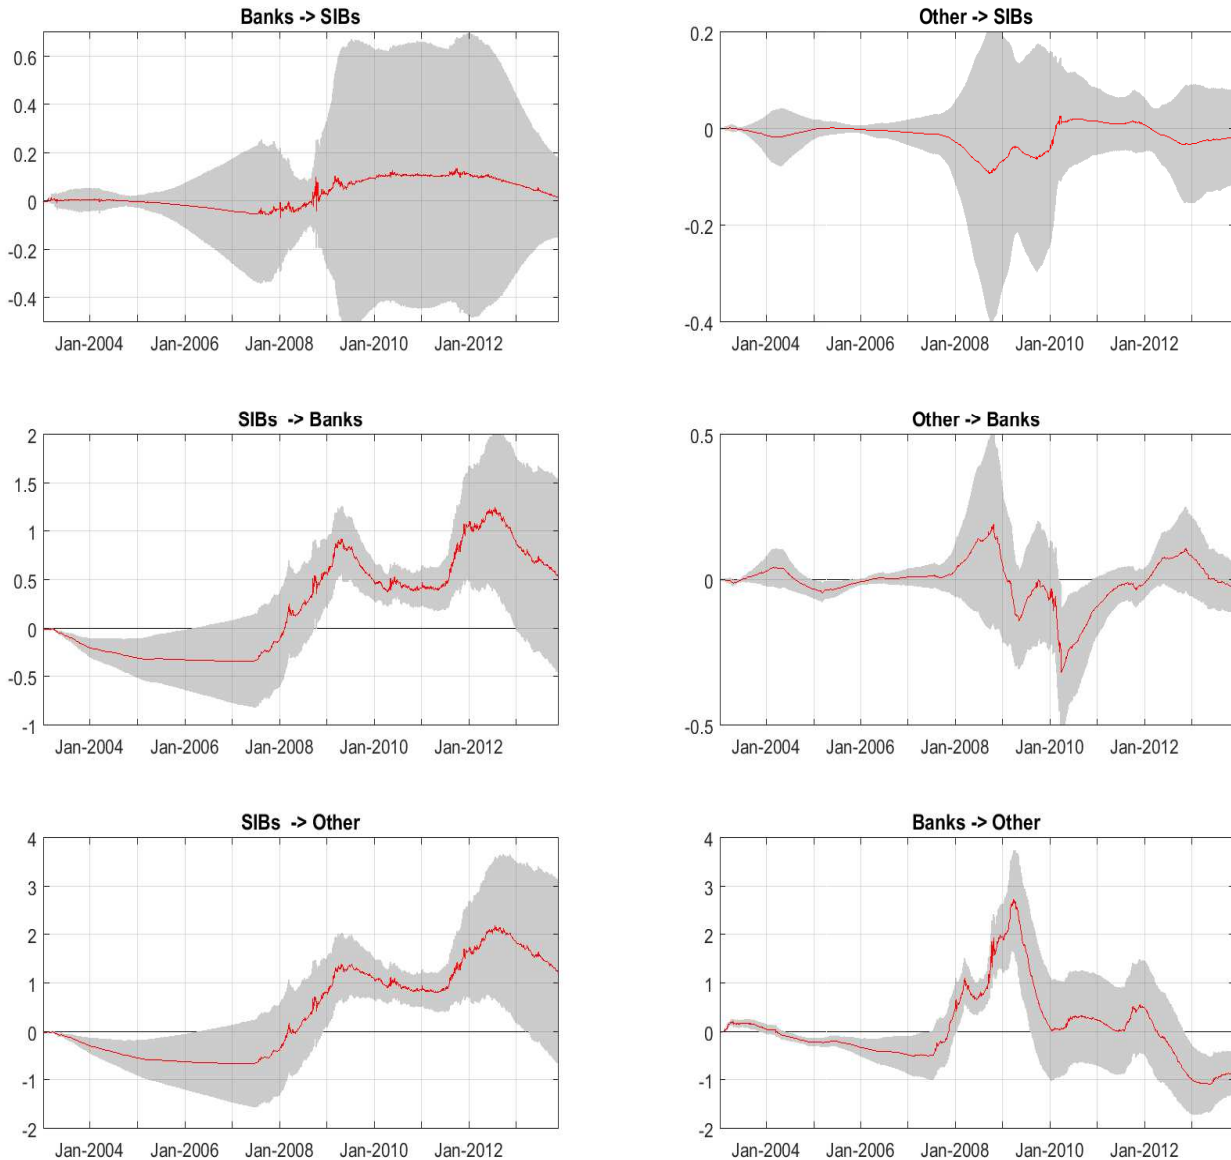 Banks -> SIBs
0.6
0.4
0.2
0
-0.2
-0.4
Jan-2004 Jan-2006 Jan-2008 Jan-2010 Jan-2012
Other -> SIBs
0.2
0
-0.2
-0.4
Jan-2004 Jan-2006 Jan-2008 Jan-2010 Jan-2012
SIBs -> Banks
2
1.5
1
0.5
0
-0.5
-1
Jan-2004 Jan-2006 Jan-2008 Jan-2010 Jan-2012
Other -> Banks
0.5
0
-0.5
Jan-2004 Jan-2006 Jan-2008 Jan-2010 Jan-2012
SIBs -> Other
4
3
2
1
0
-1
-2
Jan-2004 Jan-2006 Jan-2008 Jan-2010 Jan-2012
Banks -> Other
4
3
2
1
0
-1
-2
Jan-2004 Jan-2006 Jan-2008 Jan-2010 Jan-2012